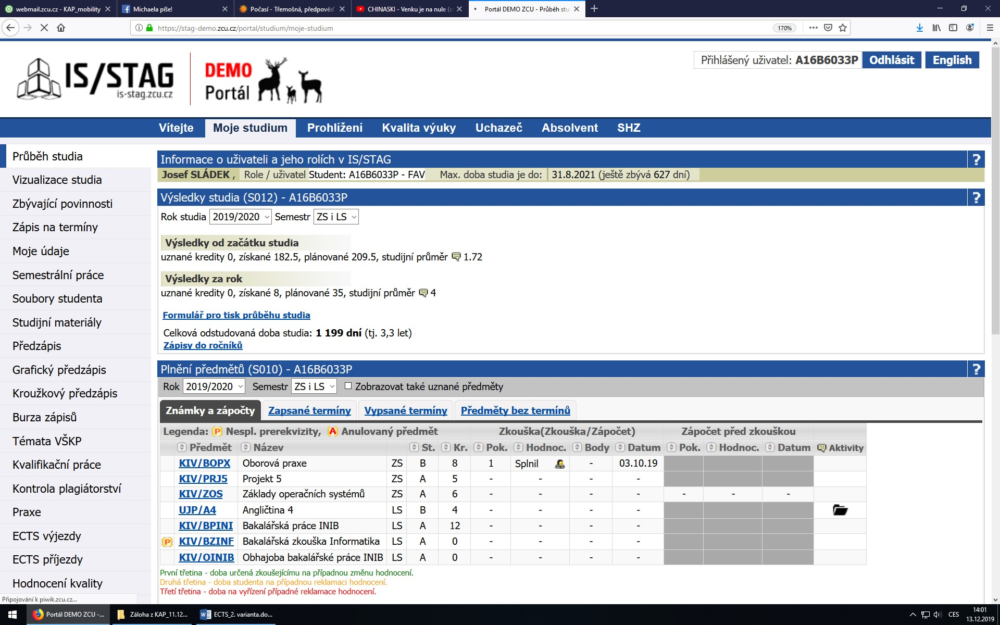 webmail.zcu.cz - KAP_mobility
Michaela píše!
Počasí - Třemošná, předpověď
CHINASKI - Venku je na nule (o
Portál DEMO ZCU - Průběh stu
https://stag-demo.zcu.cz/portal/studium/moje-studium
170%
IS/STAG
is-stag.zcu.cz
DEMO
Portál
Přihlášený uživatel: A16B6033P Odhlásit English
Vítejte Moje studium Prohlížení Kvalita výuky Uchazeč Absolvent SHZ
Průběh studia
Vizualizace studia
Zbývající povinnosti
Zápis na termíny
Moje údaje
Semestrální práce
Soubory studenta
Studijní materiály
Předzápis
Grafický předzápis
Kroužkový předzápis
Burza zápisů
Témata VŠKP
Kvalifikační práce
Kontrola plagiátorství
Praxe
ECTS výjezdy
ECTS příjezdy
Hodnocení kvality
Informace o uživateli a jeho rolích v IS/STAG ?
Josef SLÁDEK , Role / uživatel Student: A16B6033P - FAV Max. doba studia je do: 31.8.2021 (ještě zbývá 627 dní)
Výsledky studia (S012) - A16B6033P ?
Rok studia 2019/2020 Semestr ZS i LS
Výsledky od začátku studia
uznané kredity 0, získané 182.5, plánované 209.5, studijní průměr 1.72
Výsledky za rok
uznané kredity 0, získané 8, plánované 35, studijní průměr 4
Formulář pro tisk průběhu studia
Celková odstudovaná doba studia: 1 199 dní (tj. 3,3 let)
Zápisy do ročníků
Plnění předmětů (S010) - A16B6033P ?
Rok 2019/2020 Semestr ZS i LS Zobrazovat také uznané předměty
Známky a zápočty Zapsané termíny Vypsané termíny Předměty bez termínů
Legenda: P Nespl. prerekvizity, A Anulovaný předmět Zkouška(Zkouška/Zápočet) Zápočet před zkouškou
Předmět Název St. Kr. Pok. Hodnoc. Body Datum Pok. Hodnoc. Datum Aktivity
KIV/BOPX Oborová praxe ZS B 8 1 Splnil - 03.10.19
KIV/PRJ5 Projekt 5 ZS A 5 - - - -
KIV/ZOS Základy operačních systémů ZS A 6 - - - - - - -
UJP/A4 Angličtina 4 LS B 4 - - - -
KIV/BPINI Bakalářská práce INIB LS A 12 - - - -
P KIV/BZINF Bakalářská zkouška Informatika LS A 0 - - - -
KIV/OINIB Obhajoba bakalářské práce INIB LS A 0 - - - -
První třetina - doba určená zkoušejícímu na případnou změnu hodnocení.
Druhá třetina - doba studenta na případnou reklamaci hodnocení.
Třetí třetina - doba na vyřízení případné reklamace hodnocení.
Připojování k piwik.zcu.cz...
Portál DEMO ZCU -...
Záloha z KAP_11.12...
ECTS_2. varianta.do...
CES
14:01
13.12.2019